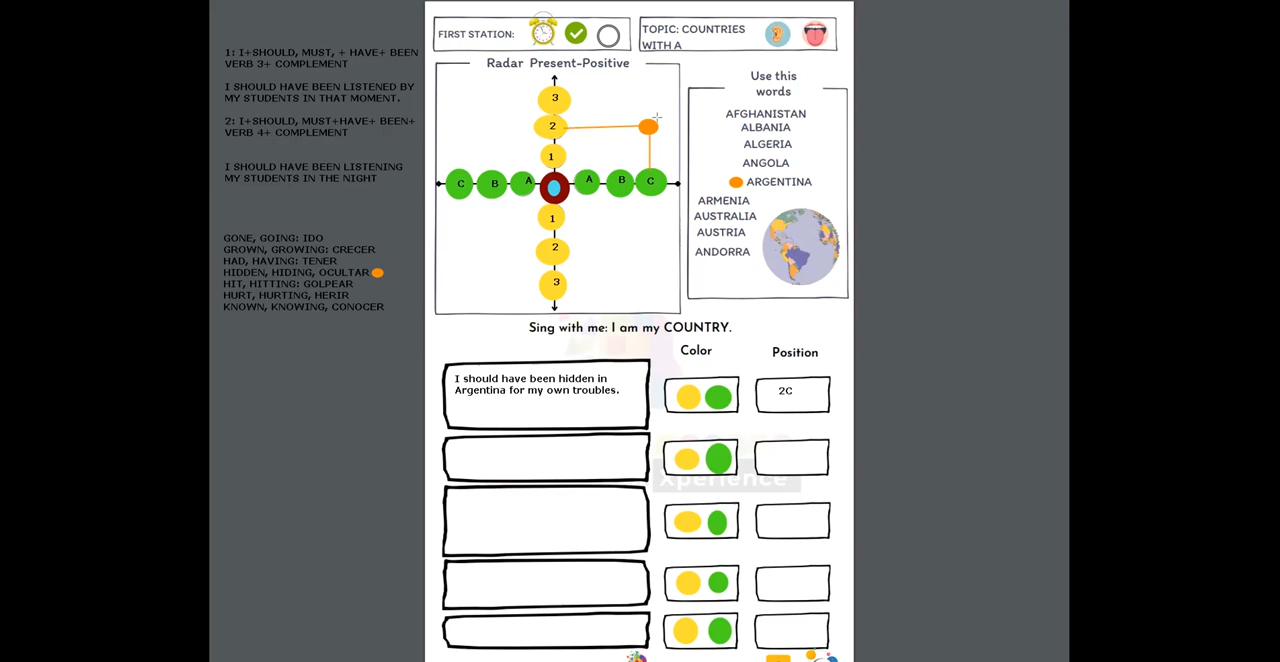 1: I+SHOULD, MUST, + HAVE+ BEEN
VERB 3+ COMPLEMENT
I SHOULD HAVE BEEN LISTENED BY
MY STUDENTS IN THAT MOMENT.
2: I+SHOULD, MUST+HAVE+ BEEN+
VERB 4+ COMPLEMENT
I SHOULD HAVE BEEN LISTENING
MY STUDENTS IN THE NIGHT
GONE, GOING: IDO
GROWN, GROWING: CRECER
HAD, HAVING: TENER
HIDDEN, HIDING, OCULTAR
HIT, HITTING: GOLPEAR
HURT, HURTING, HERIR
KNOWN, KNOWING, CONOCER
FIRST STATION:
TOPIC: COUNTRIES
WITH A
Radar Present-Positive
3
2
1
C B A A B C
1
2
3
Use this
words
AFGHANISTAN
ALBANIA
ALGERIA
ANGOLA
ARGENTINA
ARMENIA
AUSTRALIA
AUSTRIA
ANDORRA
Sing with me: I am my COUNTRY.
Color
Position
I should have been hidden in
Argentina for my own troubles.
2C
xperience